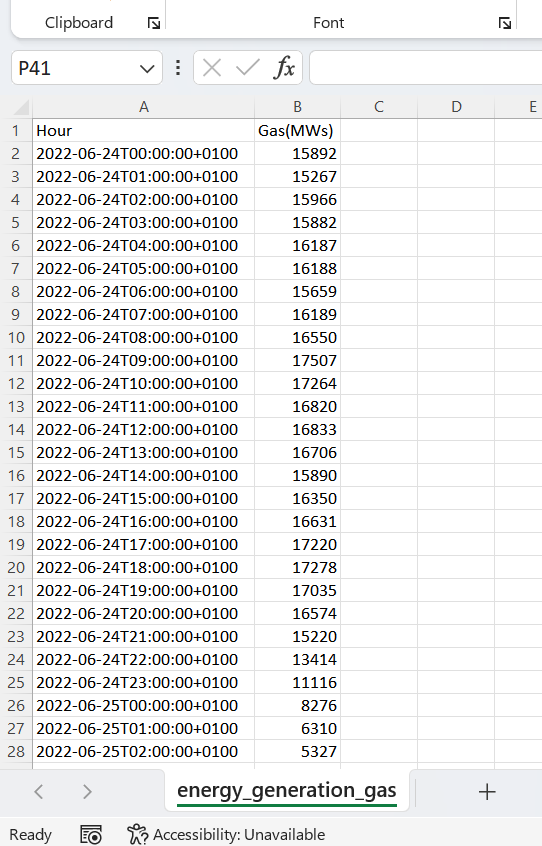 Clipboard Font
P41 fx
A B C D E
1 Hour Gas(MWs)
2 2022-06-24T00:00:00+0100 15892
3 2022-06-24T01:00:00+0100 15267
4 2022-06-24T02:00:00+0100 15966
5 2022-06-24T03:00:00+0100 15882
6 2022-06-24T04:00:00+0100 16187
7 2022-06-24T05:00:00+0100 16188
8 2022-06-24T06:00:00+0100 15659
9 2022-06-24T07:00:00+0100 16189
10 2022-06-24T08:00:00+0100 16550
11 2022-06-24T09:00:00+0100 17507
12 2022-06-24T10:00:00+0100 17264
13 2022-06-24T11:00:00+0100 16820
14 2022-06-24T12:00:00+0100 16833
15 2022-06-24T13:00:00+0100 16706
16 2022-06-24T14:00:00+0100 15890
17 2022-06-24T15:00:00+0100 16350
18 2022-06-24T16:00:00+0100 16631
19 2022-06-24T17:00:00+0100 17220
20 2022-06-24T18:00:00+0100 17278
21 2022-06-24T19:00:00+0100 17035
22 2022-06-24T20:00:00+0100 16574
23 2022-06-24T21:00:00+0100 15220
24 2022-06-24T22:00:00+0100 13414
25 2022-06-24T23:00:00+0100 11116
26 2022-06-25T00:00:00+0100 8276
27 2022-06-25T01:00:00+0100 6310
28 2022-06-25T02:00:00+0100 5327
energy_generation_gas
Ready Accessibility: Unavailable